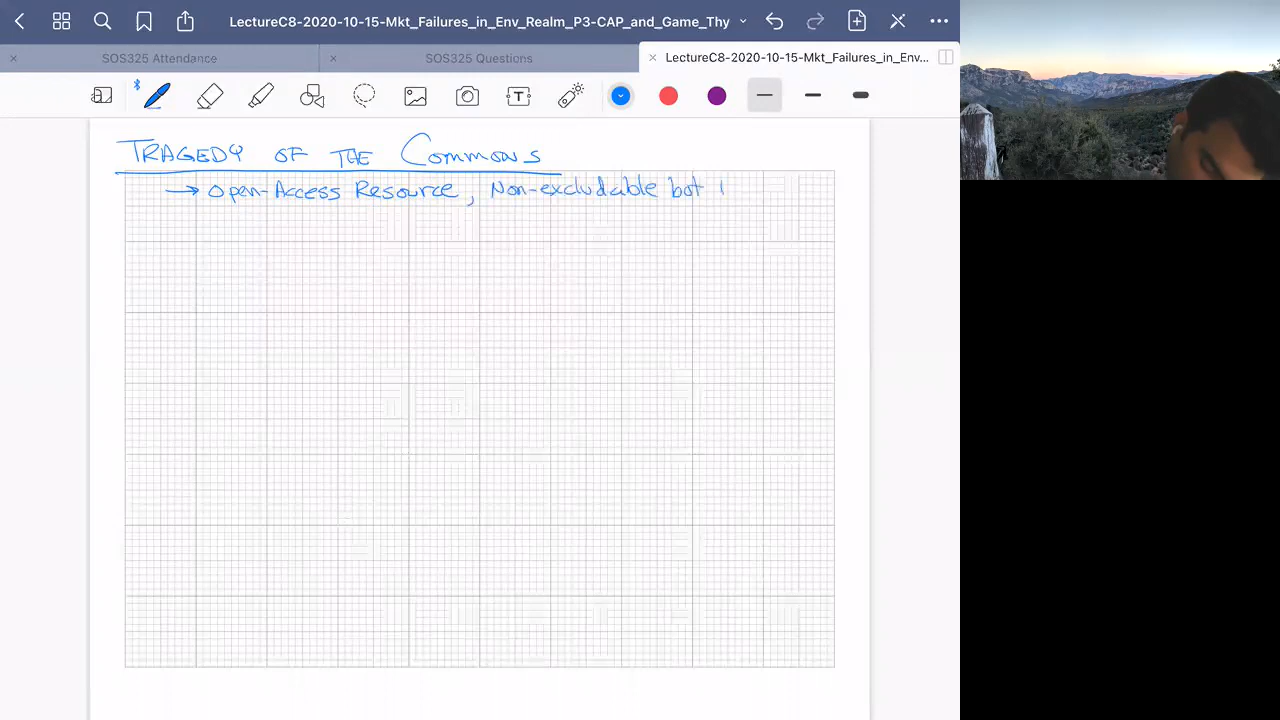 LectureC8-2020-10-15-Mkt_Failures_in_Env_Realm_P3-CAP_and_Game_Thy
SOS325 Attendance
SOS325 Questions
LectureC8-2020-10-15-Mkt_Failures_in_Env...
TRAGEDY OF THE COMMONS
→ Open-Access Resource, Non-excludable bot